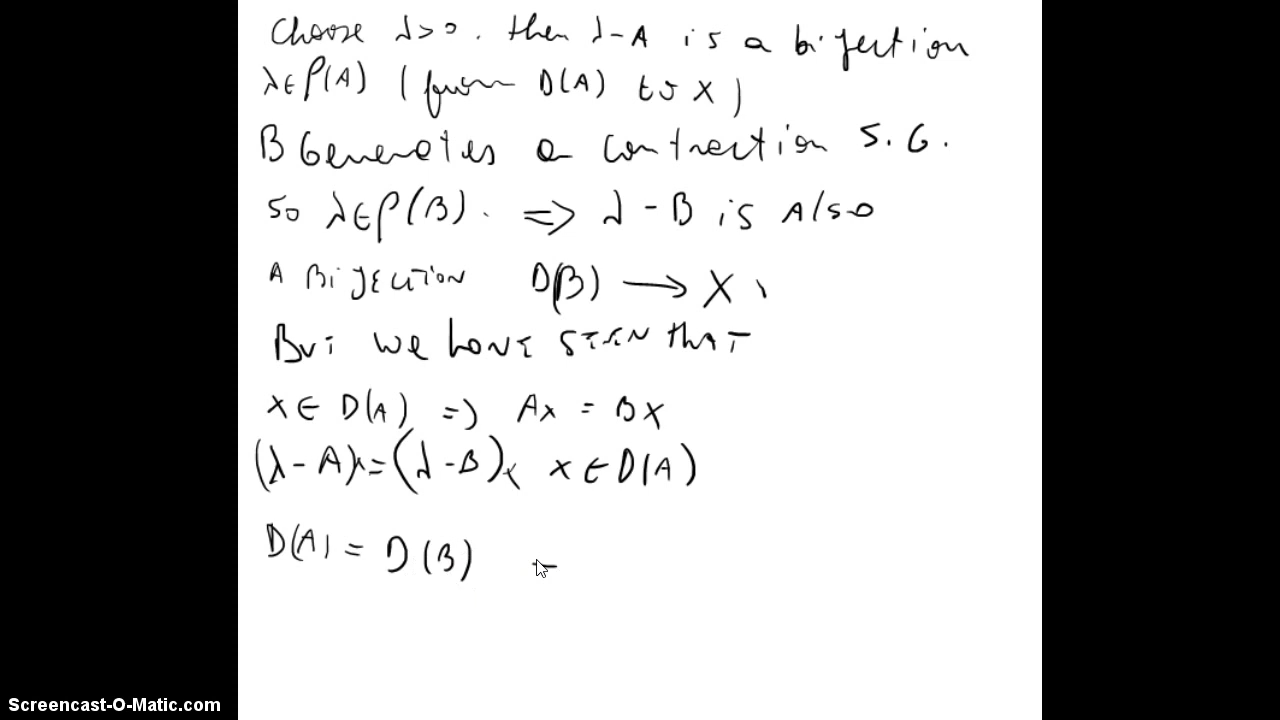 Choose λ>0. then λ-A is a bijection
λ∈ρ(A) (from D(A) to X)
B Generates a contraction S.G.
so λ∈ρ(B). => λ-B is Also
A BIJECTION D(B) → X
But we have seen that
x ∈ D(A) => Ax = Bx
(λ-A)x=(λ-B)x x∈D(A)
D(A) = D(B)
Screencast-O-Matic.com